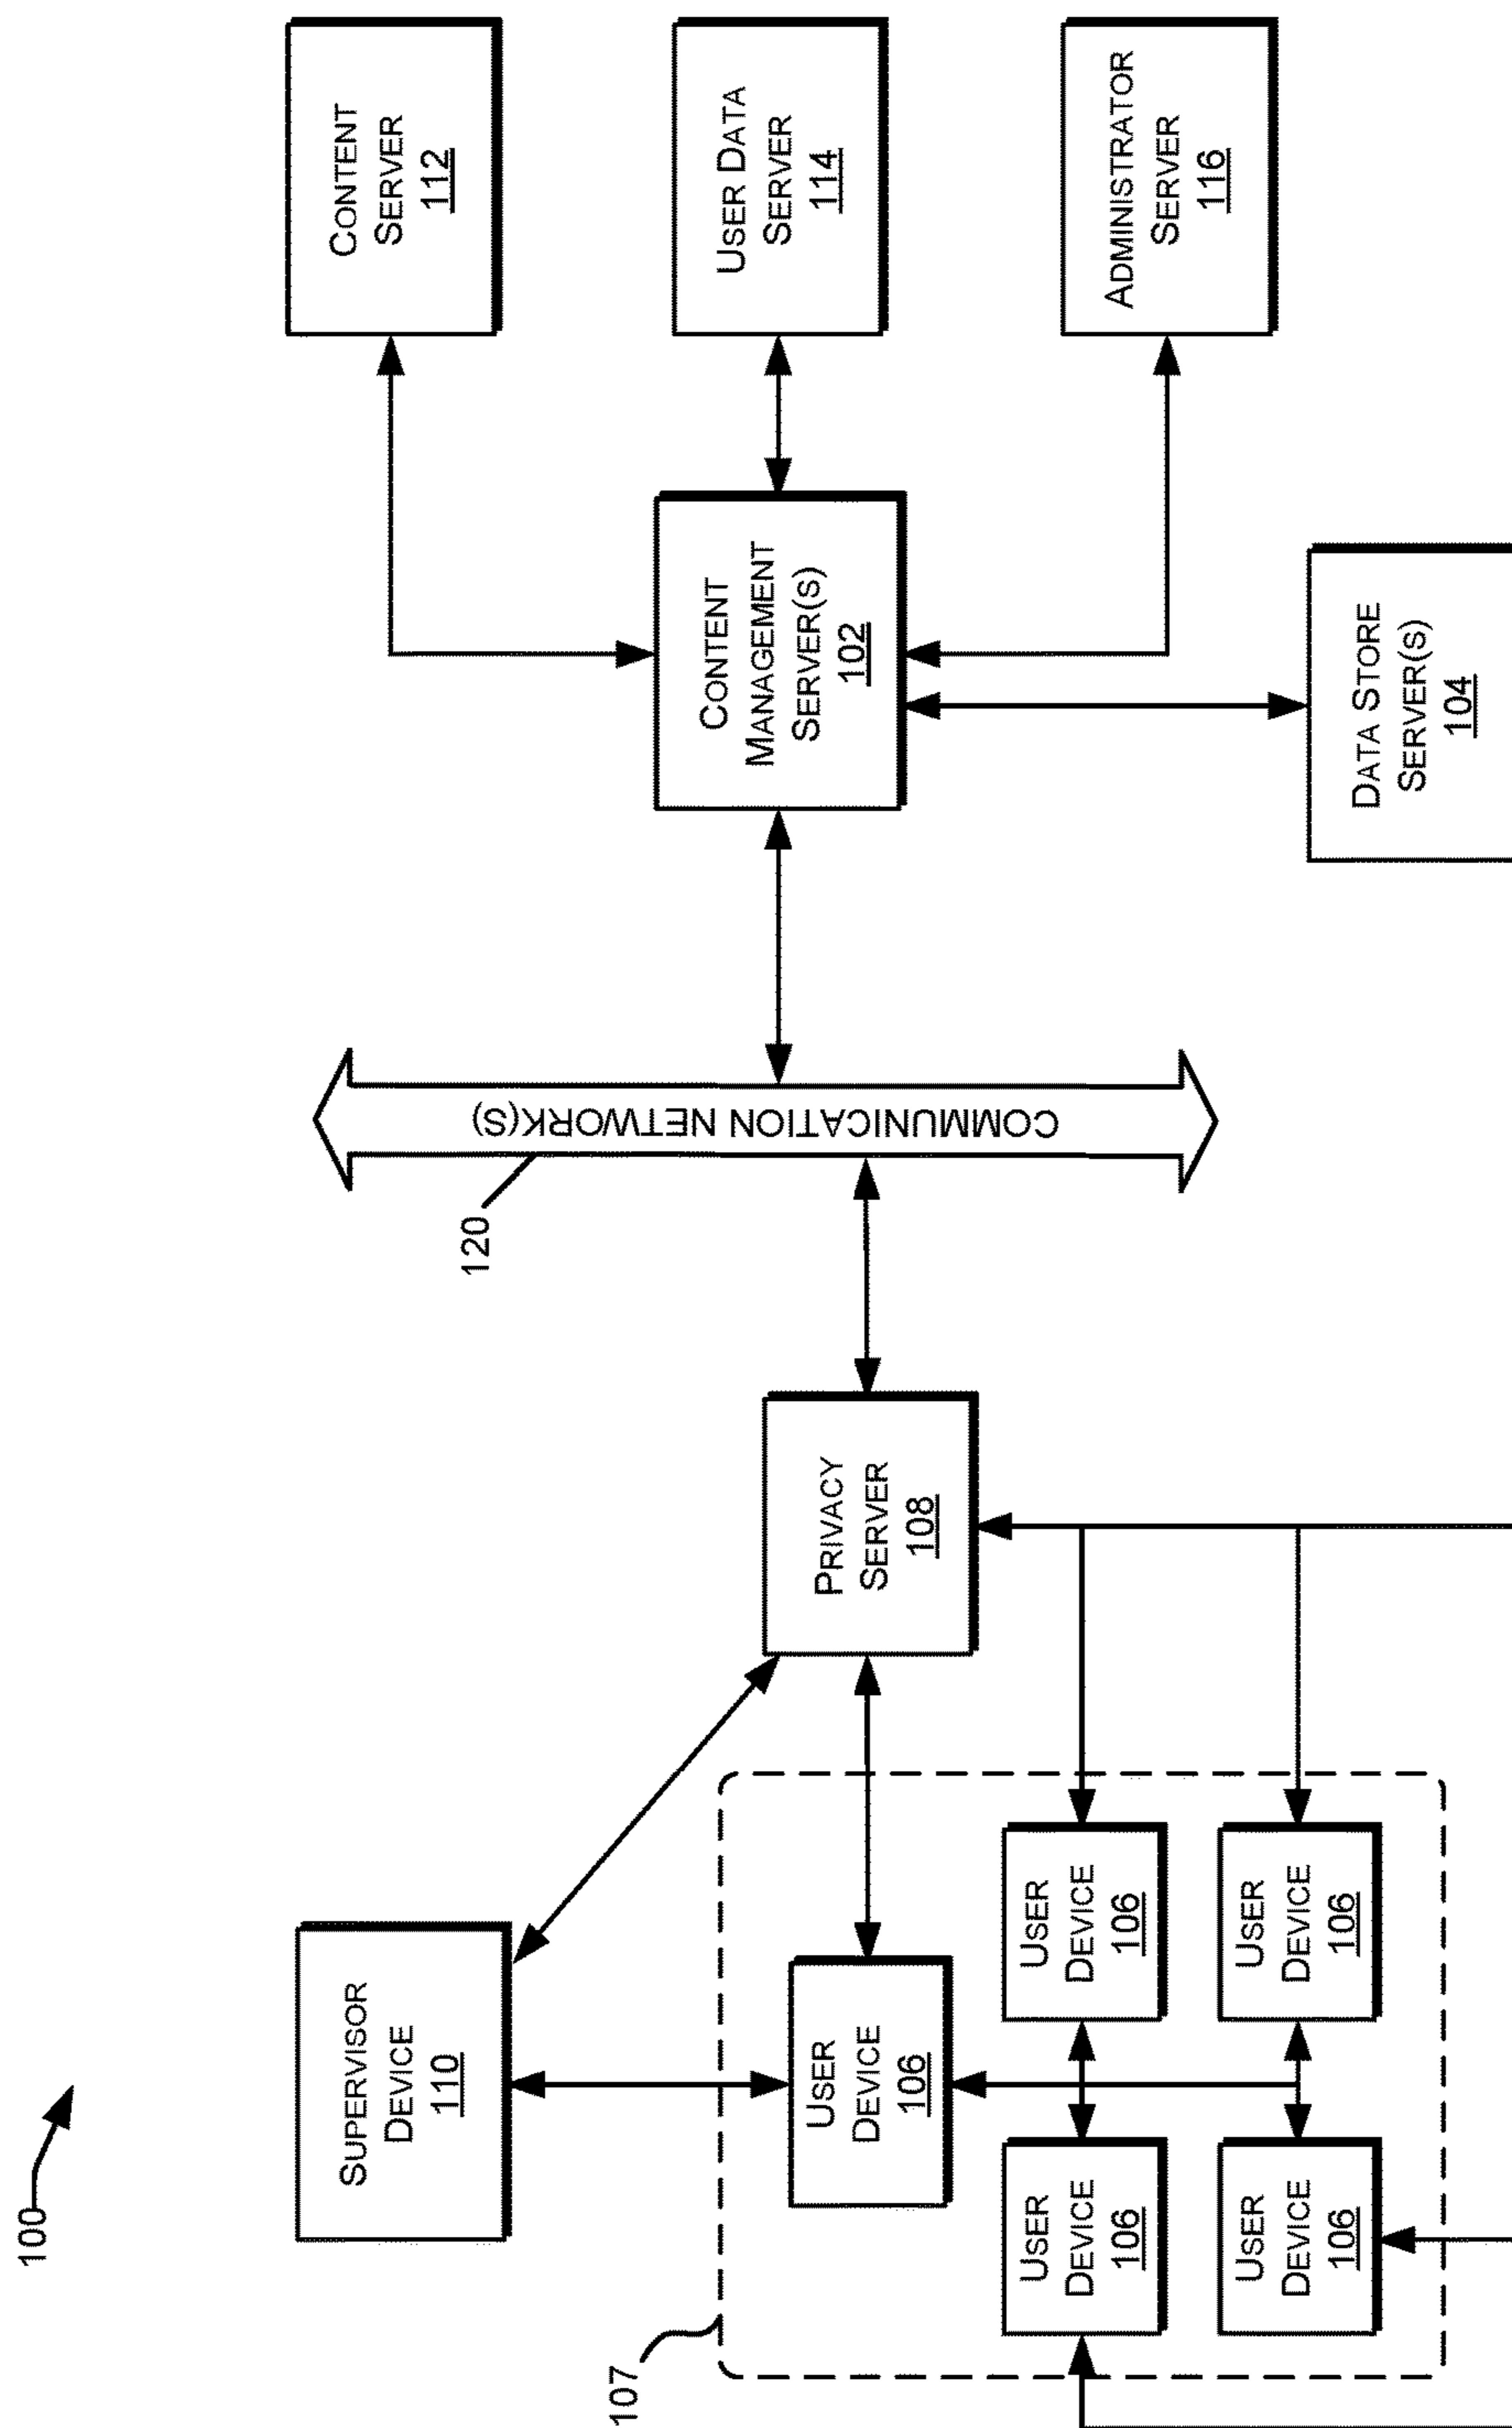 100
SUPERVISOR
DEVICE
110
107
USER
DEVICE
106
USER
DEVICE
106
USER
DEVICE
106
USER
DEVICE
106
USER
DEVICE
106
PRIVACY
SERVER
108
120
COMMUNICATION NETWORK(S)
CONTENT
MANAGEMENT
SERVER(S)
102
DATA STORE
SERVER(S)
104
CONTENT
SERVER
112
USER DATA
SERVER
114
ADMINISTRATOR
SERVER
116